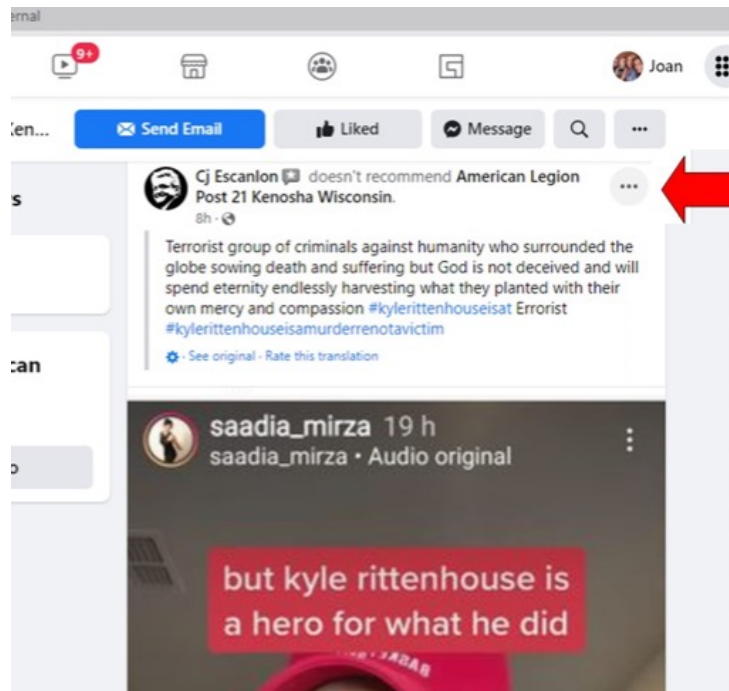 ernal
9+
Joan
Ken...
Send Email
Liked
Message
Cj Escanlon doesn't recommend American Legion
Post 21 Kenosha Wisconsin.
8h ·
s
Terrorist group of criminals against humanity who surrounded the
globe sowing death and suffering but God is not deceived and will
spend eternity endlessly harvesting what they planted with their
own mercy and compassion #kylerittenhouseisat Errorist
#kylerittenhouseisamurderrenotavictim
· See original · Rate this translation
can
o
saadia_mirza 19 h
saadia_mirza • Audio original
but kyle rittenhouse is
a hero for what he did